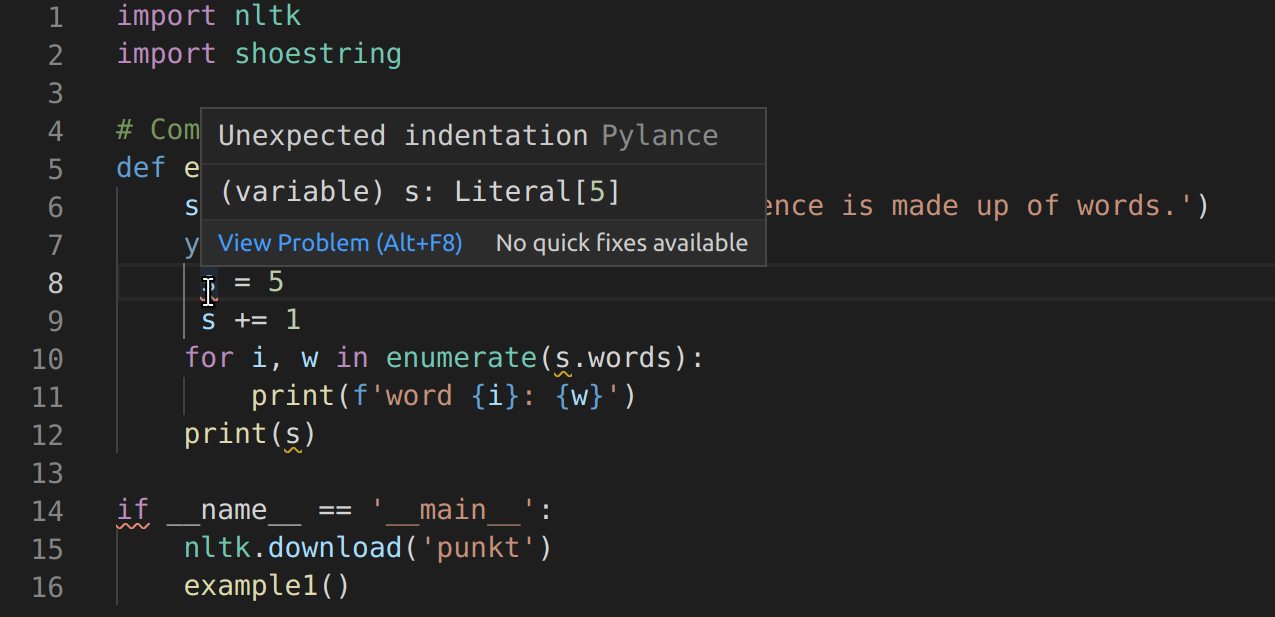 1 import nltk
2 import shoestring
3
4 # Com
Unexpected indentation Pylance
5 def e
(variable) s: Literal[5]
6 s ence is made up of words.')
7 y
View Problem (Alt+F8) No quick fixes available
8 s = 5
9 s += 1
10 for i, w in enumerate(s.words):
11 print(f'word {i}: {w}')
12 print(s)
13
14 if __name__ == '__main__':
15 nltk.download('punkt')
16 example1()